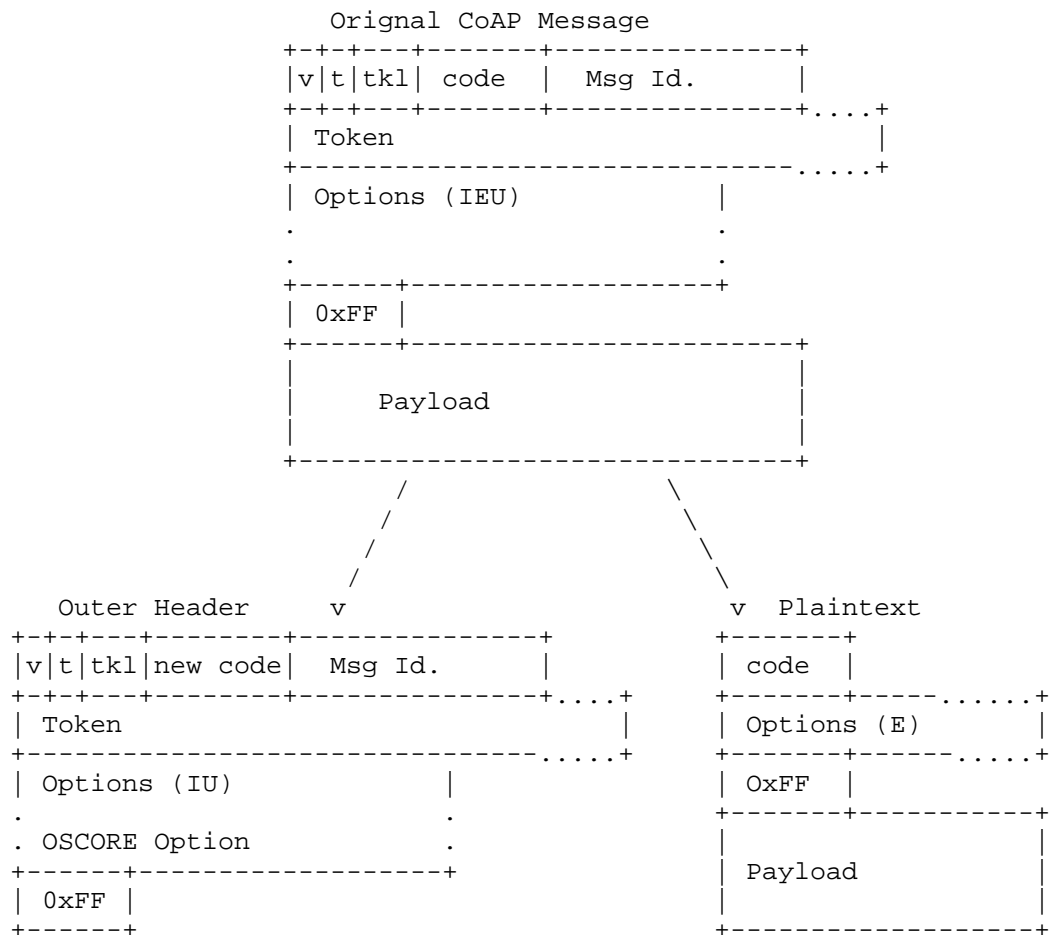 Orignal CoAP Message
|v|t|tkl| code | Msg Id. |
| Token |
| Options (IEU) |
| 0xFF |
| Payload |
Outer Header v v Plaintext
|v|t|tkl|new code| Msg Id. | | code |
| Token | | Options (E) |
| Options (IU) | | OxFF |
. OSCORE Option .
| Payload |
| 0xFF |